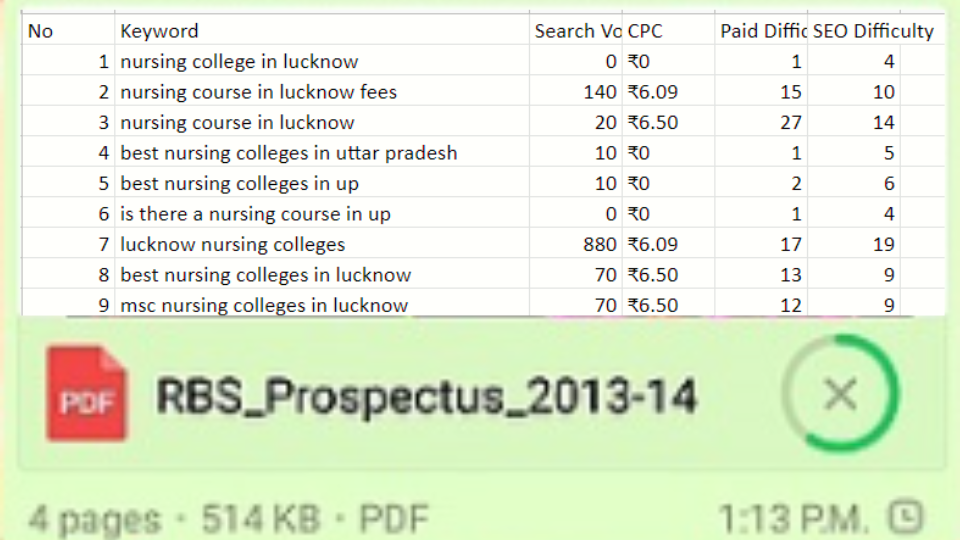 No Keyword Search Vo CPC Paid Diffic SEO Difficulty
1 nursing college in lucknow 0 ₹0 1 4
2 nursing course in lucknow fees 140 ₹6.09 15 10
3 nursing course in lucknow 20 ₹6.50 27 14
4 best nursing colleges in uttar pradesh 10 ₹0 1 5
5 best nursing colleges in up 10 ₹0 2 6
6 is there a nursing course in up 0 ₹0 1 4
7 lucknow nursing colleges 880 ₹6.09 17 19
8 best nursing colleges in lucknow 70 ₹6.50 13 9
9 msc nursing colleges in lucknow 70 ₹6.50 12 9
PDF RBS_Prospectus_2013-14
4 pages · 514 KB · PDF 1:13 P.M.